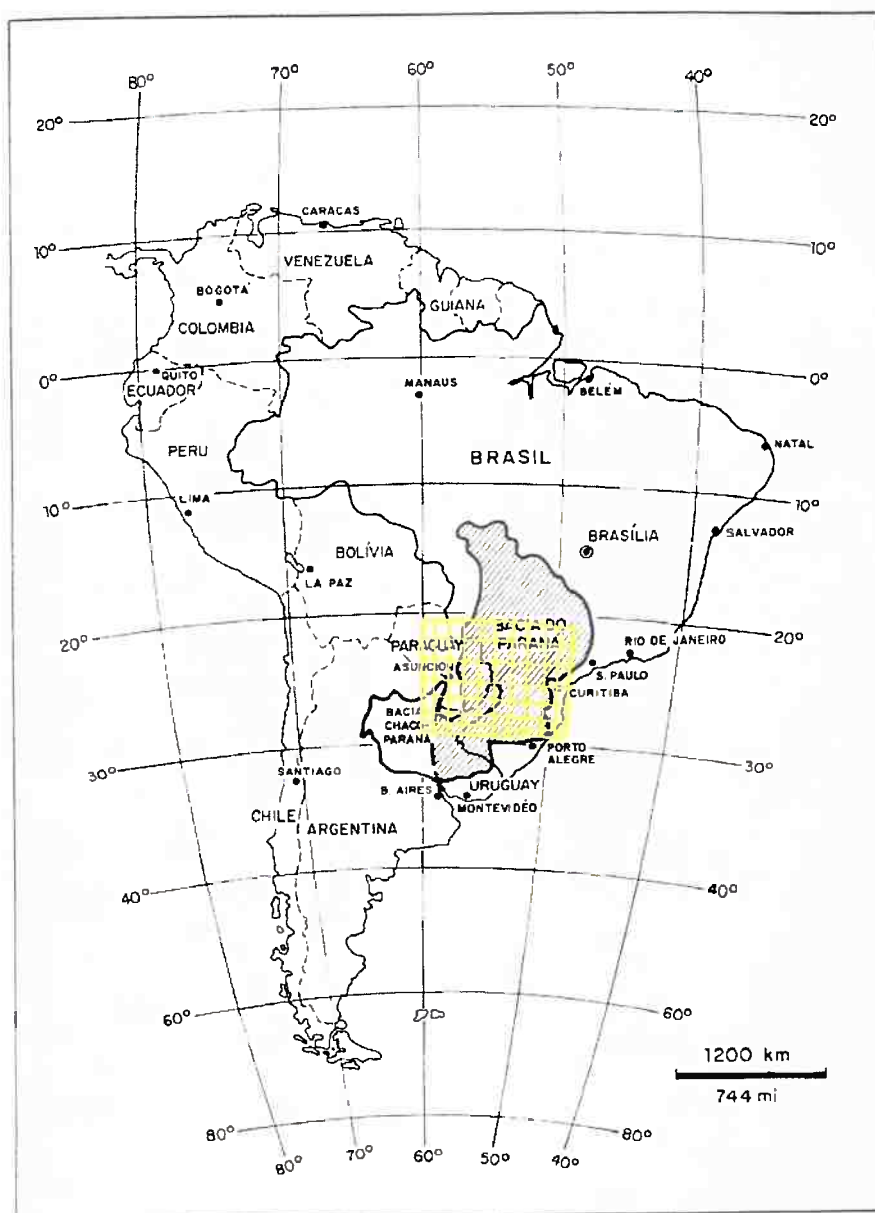 80° 70° 60° 50° 40°
20° 20°
CARACAS
10° 10°
VENEZUELA
BOGOTÁ
GUIANA
COLOMBIA
0° QUITO 0°
ECUADOR
MANAUS
BELÉM
PERU
BRASIL
NATAL
10° LIMA 10°
BRASÍLIA
SALVADOR
BOLÍVIA
LA PAZ
20° 20°
PARAGUAY
BACIA DO
PARANÁ
RIO DE JANEIRO
ASUNCION
S. PAULO
CURITIBA
BACIA
CHACO
PARANÁ
30° 30°
PORTO
ALEGRE
SANTIAGO
URUGUAY
B. AIRES
MONTEVIDÉO
CHILE
ARGENTINA
40° 40°
60° 60°
1200 km
744 mi
80° 80°
80° 70° 60° 50° 40°